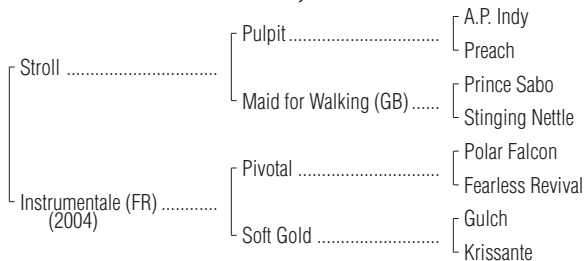 A.P. Indy
Pulpit
Preach
Stroll
Prince Sabo
Maid for Walking (GB)
Stinging Nettle
Polar Falcon
Pivotal
Fearless Revival
Instrumentale (FR)
(2004)
Gulch
Soft Gold
Krissante